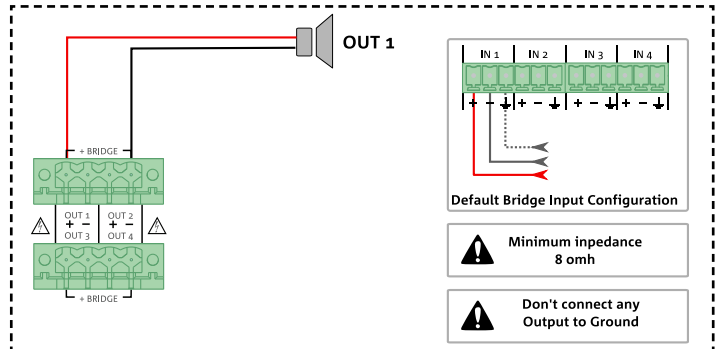 OUT 1
+ BRIDGE -
OUT 1 OUT 2
+ - + -
OUT 3 OUT 4
+ BRIDGE -
IN 1 IN 2 IN 3 IN 4
+ - + - + - + -
Default Bridge Input Configuration
Minimum inpedance
8 omh
Don't connect any
Output to Ground